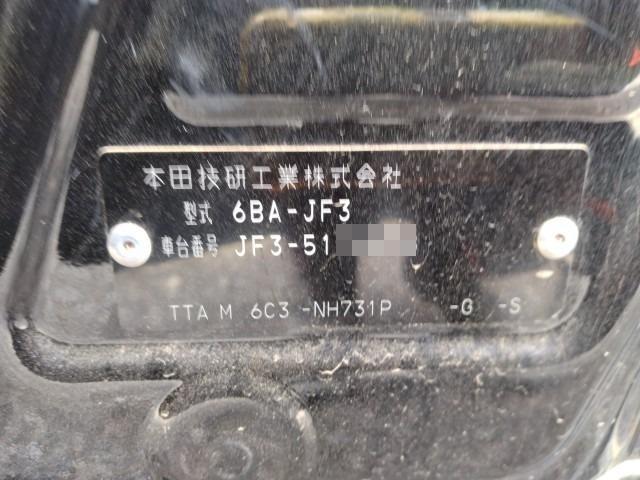 本田技研工業株式会社
型式 6BA-JF3
車台番号 JF3-51
TTA M 6C3 -NH731P -G -S